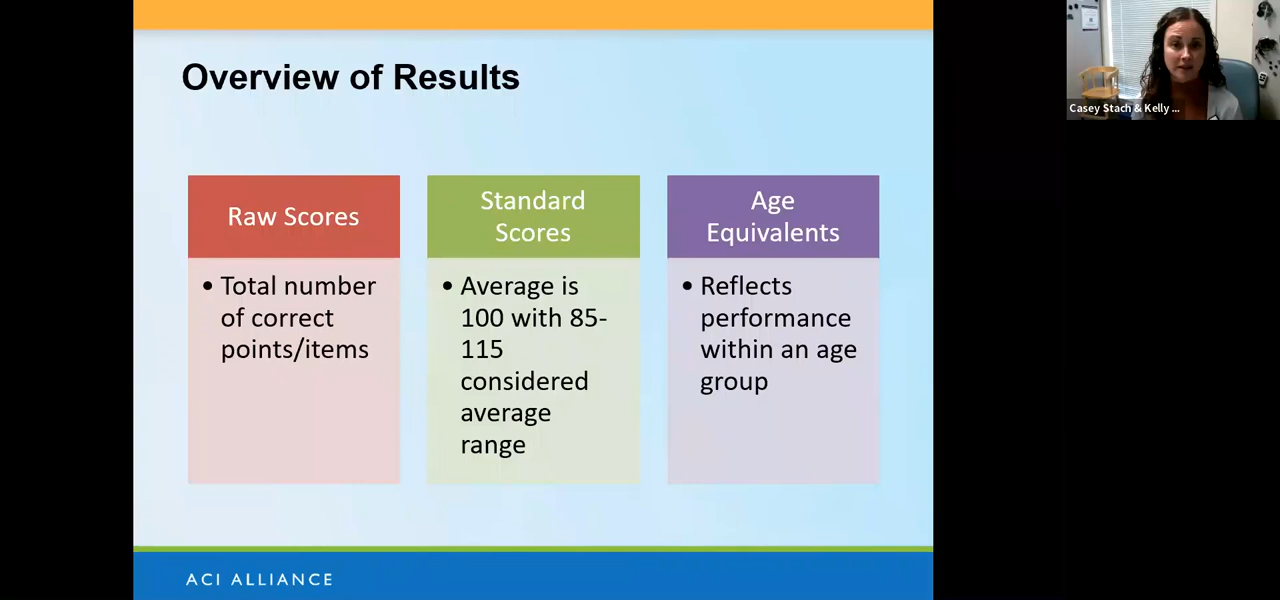 Overview of Results
Raw Scores
• Total number
of correct
points/items
Standard
Scores
• Average is
100 with 85-
115
considered
average
range
Age
Equivalents
• Reflects
performance
within an age
group
ACI ALLIANCE
Casey Stach & Kelly ...